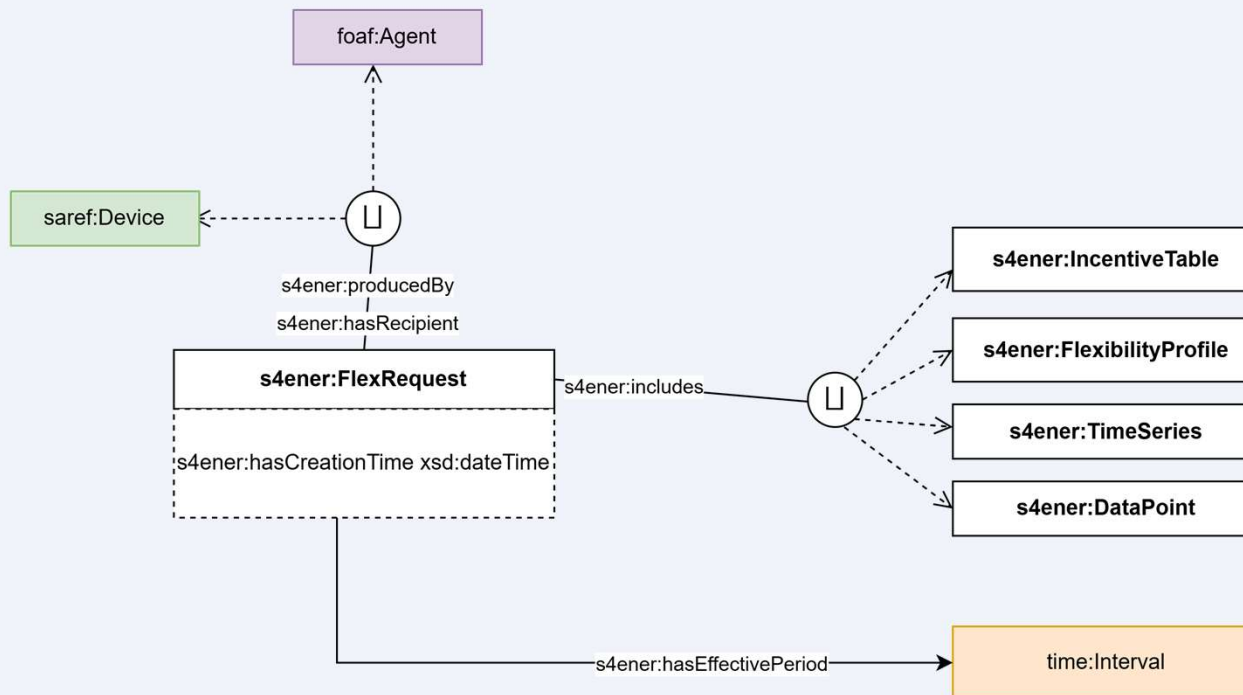 foaf:Agent
saref:Device
⊔
s4ener:producedBy
s4ener:hasRecipient
s4ener:FlexRequest
s4ener:hasCreationTime xsd:dateTime
s4ener:includes
⊔
s4ener:IncentiveTable
s4ener:FlexibilityProfile
s4ener:TimeSeries
s4ener:DataPoint
s4ener:hasEffectivePeriod
time:Interval